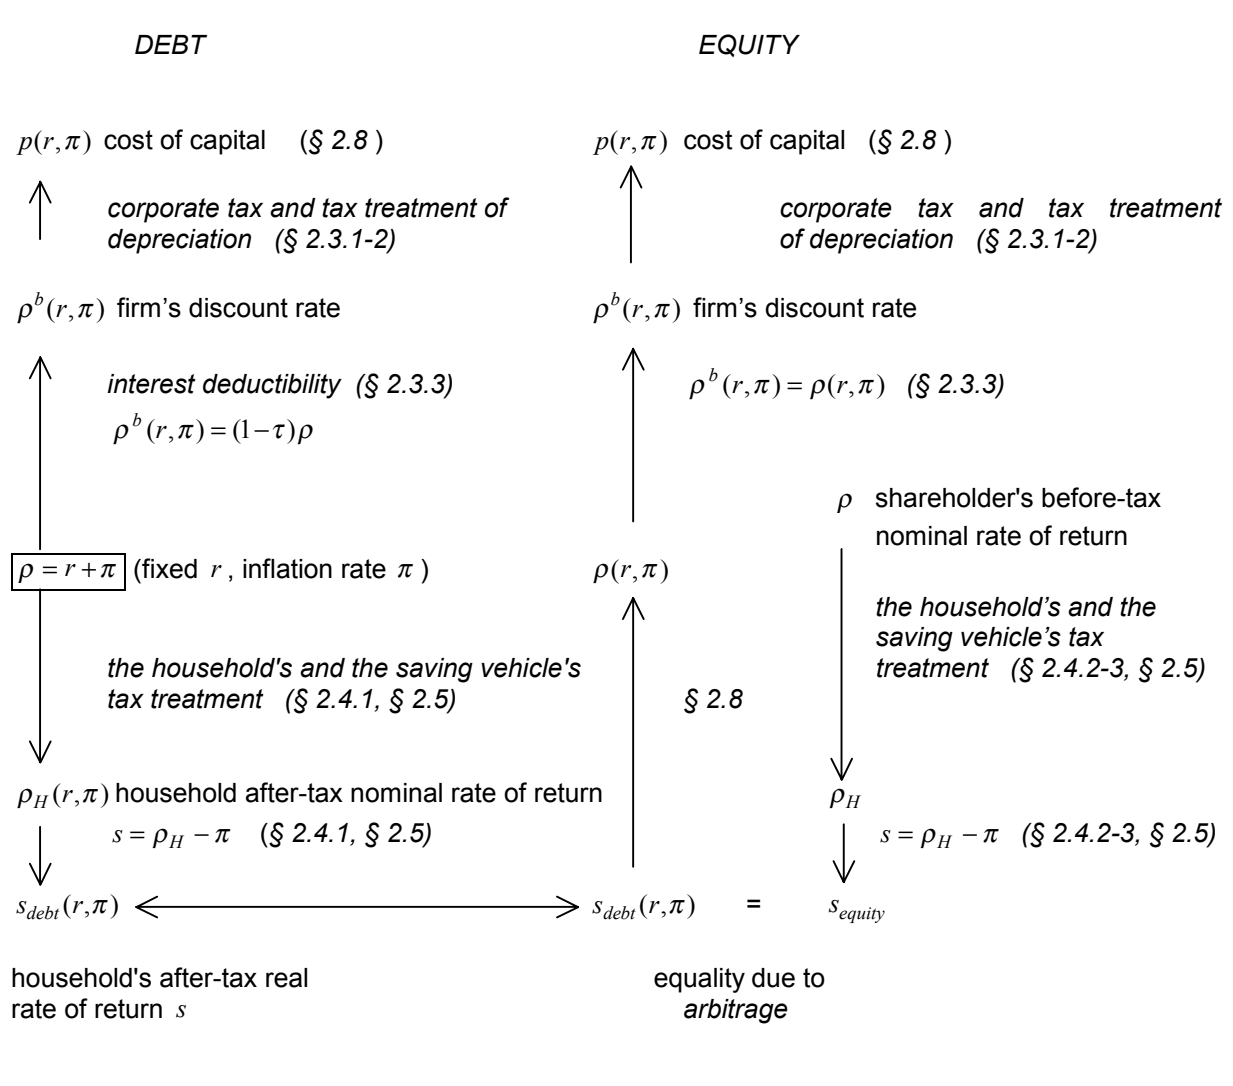 DEBT EQUITY
p(r,π) cost of capital (§ 2.8 ) p(r,π) cost of capital (§ 2.8 )
corporate tax and tax treatment of
depreciation (§ 2.3.1-2)
corporate tax and tax treatment
of depreciation (§ 2.3.1-2)
ρ^b(r,π) firm's discount rate ρ^b(r,π) firm's discount rate
interest deductibility (§ 2.3.3)
ρ^b(r,π)=(1−τ)ρ
ρ^b(r,π)=ρ(r,π) (§ 2.3.3)
ρ shareholder's before-tax
nominal rate of return
ρ=r+π (fixed r, inflation rate π) ρ(r,π)
the household’s and the
saving vehicle’s tax
treatment (§ 2.4.2-3, § 2.5)
the household's and the saving vehicle's
tax treatment (§ 2.4.1, § 2.5)
§ 2.8
ρ_H(r,π) household after-tax nominal rate of return ρ_H
s=ρ_H−π (§ 2.4.1, § 2.5) s=ρ_H−π (§ 2.4.2-3, § 2.5)
s_debt(r,π) s_debt(r,π) = s_equity
household's after-tax real
rate of return s
equality due to
arbitrage